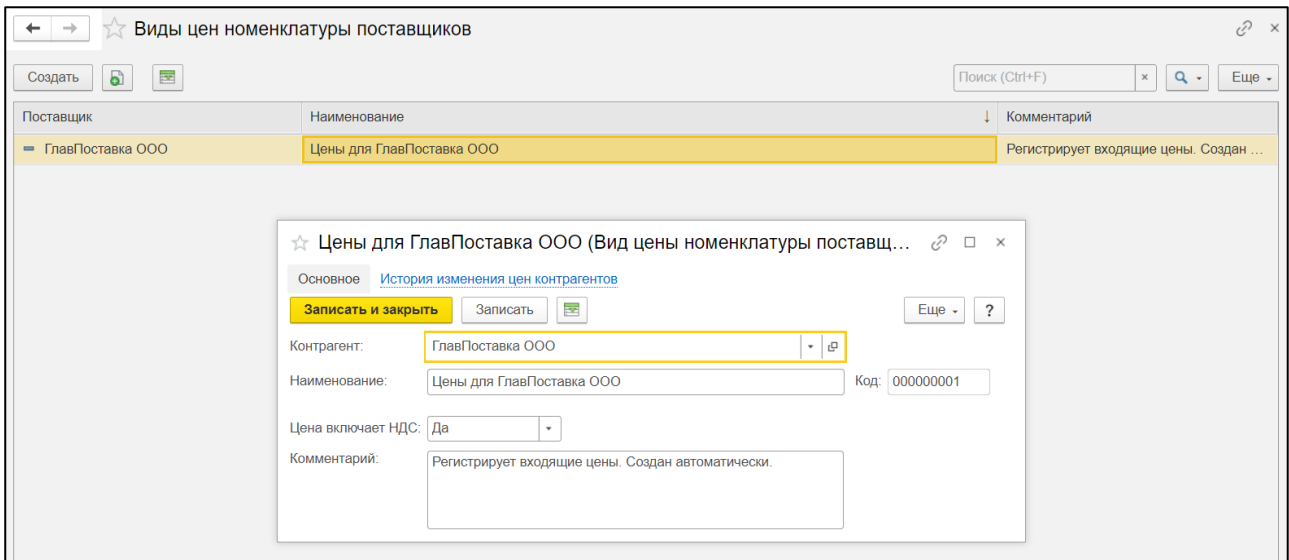 Виды цен номенклатуры поставщиков
Создать Поиск (Ctrl+F) Еще
Поставщик Наименование Комментарий
ГлавПоставка ООО Цены для ГлавПоставка ООО Регистрирует входящие цены. Создан ...
Цены для ГлавПоставка ООО (Вид цены номенклатуры поставщ...
Основное История изменения цен контрагентов
Записать и закрыть Записать Еще ?
Контрагент: ГлавПоставка ООО
Наименование: Цены для ГлавПоставка ООО Код: 000000001
Цена включает НДС: Да
Комментарий: Регистрирует входящие цены. Создан автоматически.